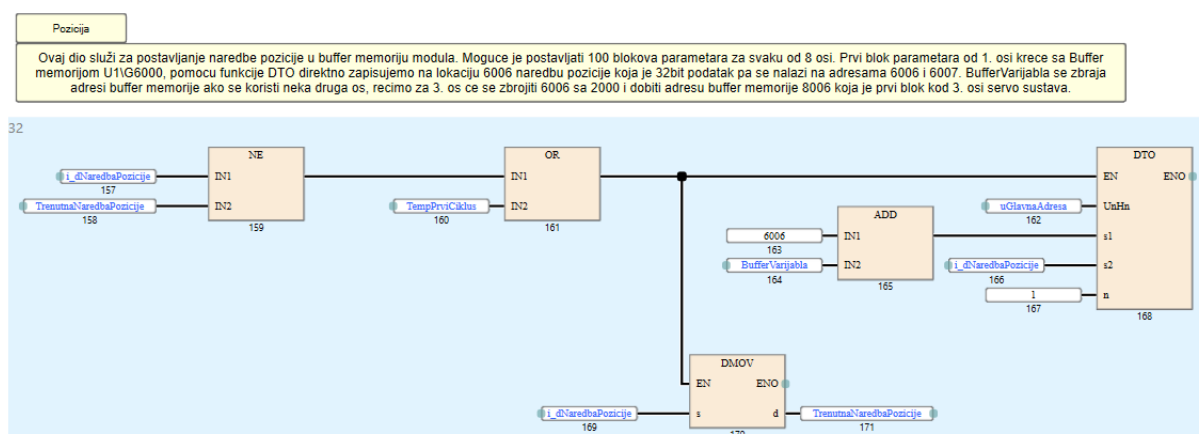 Pozicija
Ovaj dio služi za postavljanje naredbe pozicije u buffer memoriju modula. Moguce je postavljati 100 blokova parametara za svaku od 8 osi. Prvi blok parametara od 1. osi krece sa Buffer
memorijom U1\G6000, pomocu funkcije DTO direktno zapisujemo na lokaciju 6006 naredbu pozicije koja je 32bit podatak pa se nalazi na adresama 6006 i 6007. BufferVarijabla se zbraja
adresi buffer memorije ako se koristi neka druga os, recimo za 3. os ce se zbrojiti 6006 sa 2000 i dobiti adresu buffer memorije 8006 koja je prvi blok kod 3. osi servo sustava.
32
NE
i_dNaredbaPozicije
157
IN1
TrenutnaNaredbaPozicije
158
IN2
159
OR
IN1
TempPrviCiklus
160
IN2
161
DTO
EN
ENO
uGlavnaAdresa
162
UnHn
ADD
6006
163
IN1
s1
BufferVarijabla
164
IN2
165
i_dNaredbaPozicije
166
s2
1
167
n
168
DMOV
EN
ENO
i_dNaredbaPozicije
169
s
d
TrenutnaNaredbaPozicije
171
170